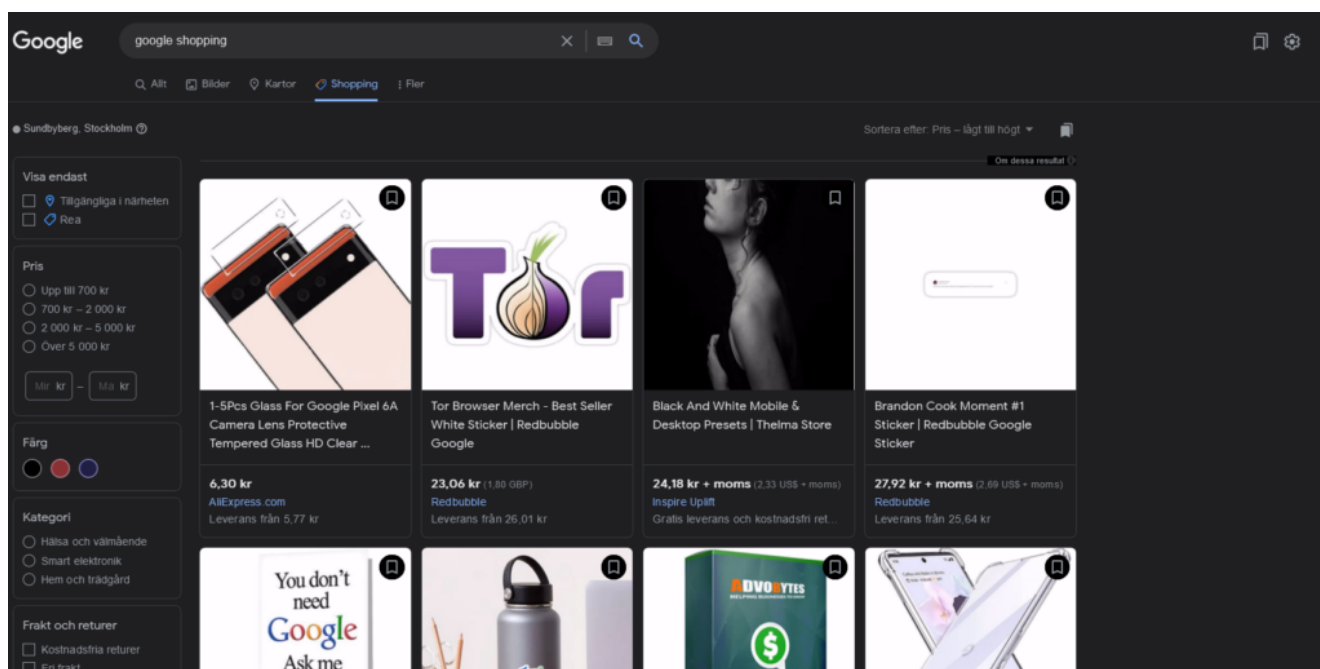 Google
google shopping
Allt Bilder Kartor Shopping Fler
Sundbyberg, Stockholm
Sortera efter: Pris – lågt till högt
Om dessa resultat
Visa endast
Tillgängliga i närheten
Rea
Pris
Upp till 700 kr
700 kr – 2 000 kr
2 000 kr – 5 000 kr
Över 5 000 kr
kr – Ma kr
Färg
Kategori
Hälsa och välmående
Smart elektronik
Hem och trädgård
Frakt och returer
Kostnadsfria returer
Fri frakt
1-5Pcs Glass For Google Pixel 6A
Camera Lens Protective
Tempered Glass HD Clear ...
6,30 kr
AliExpress.com
Leverans från 5,77 kr
Tor
Tor Browser Merch - Best Seller
White Sticker | Redbubble
Google
23,06 kr (1,80 GBP)
Redbubble
Leverans från 26,01 kr
Black And White Mobile &
Desktop Presets | Thelma Store
24,18 kr + moms (2,33 US$ + moms)
Inspire Uplift
Gratis leverans och kostnadsfri ret...
Brandon Cook Moment #1
Sticker | Redbubble Google
Sticker
27,92 kr + moms (2,69 US$ + moms)
Redbubble
Leverans från 25,64 kr
You don't
need
Google
Ask me
ADVOBYTES
HELPING BUSINESSES TO GROW
$